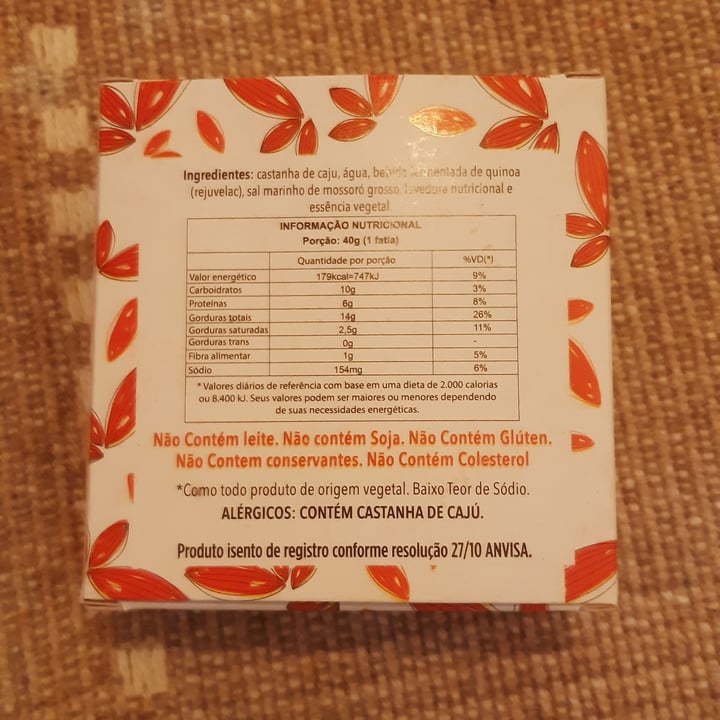 Ingredientes: castanha de caju, água, bebida fermentada de quinoa
(rejuvelac), sal marinho de mossoró grosso, levedura nutricional e
essência vegetal.
INFORMAÇÃO NUTRICIONAL
Porção: 40g (1 fatia)
Quantidade por porção %VD(*)
Valor energético 179kcal=747kJ 9%
Carboidratos 10g 3%
Proteínas 6g 8%
Gorduras totais 14g 26%
Gorduras saturadas 2,5g 11%
Gorduras trans 0g -
Fibra alimentar 1g 5%
Sódio 154mg 6%
* Valores diários de referência com base em uma dieta de 2.000 calorias
ou 8.400 kJ. Seus valores podem ser maiores ou menores dependendo
de suas necessidades energéticas.
Não Contém leite. Não contém Soja. Não Contém Glúten.
Não Contem conservantes. Não Contém Colesterol
*Como todo produto de origem vegetal. Baixo Teor de Sódio.
ALÉRGICOS: CONTÉM CASTANHA DE CAJÚ.
Produto isento de registro conforme resolução 27/10 ANVISA.